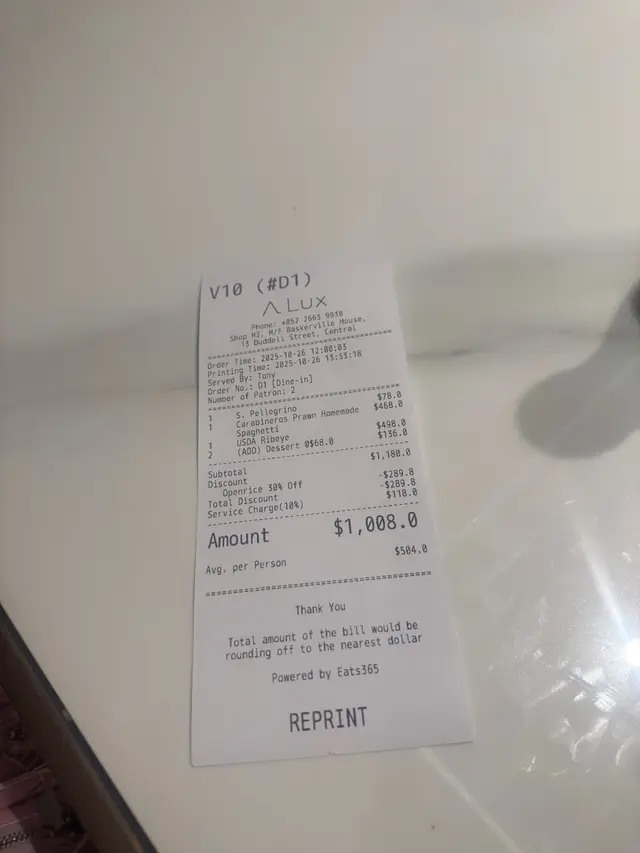 V10 (#D1)
Λ LUX
Phone: +852 2663 9938
Shop M2, M/F Baskerville House,
13 Duddell Street, Central
Order Time: 2025-10-26 12:00:03
Printing Time: 2025-10-26 13:53:18
Served By: Tony
Order No.: D1 [Dine-in]
Number of Patron: 2
1 S. Pellegrino $78.0
1 Carabineros Prawn Homemade Spaghetti $468.0
1 USDA Ribeye $498.0
2 (ADD) Dessert @$68.0 $136.0
Subtotal $1,180.0
Discount
Openrice 30% Off -$289.8
Total Discount -$289.8
Service Charge(10%) $118.0
Amount $1,008.0
Avg. per Person $504.0
Thank You
Total amount of the bill would be
rounding off to the nearest dollar
Powered by Eats365
REPRINT